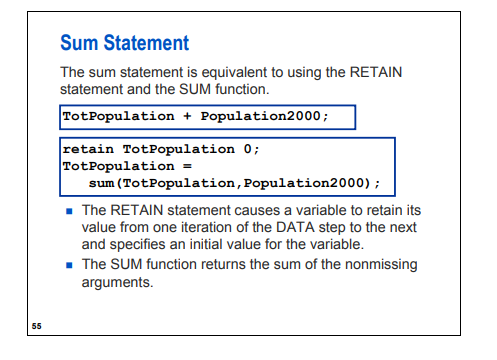 Sum Statement
The sum statement is equivalent to using the RETAIN
statement and the SUM function.
TotPopulation + Population2000;
retain TotPopulation 0;
TotPopulation =
sum(TotPopulation,Population2000);
■ The RETAIN statement causes a variable to retain its
value from one iteration of the DATA step to the next
and specifies an initial value for the variable.
■ The SUM function returns the sum of the nonmissing
arguments.
55